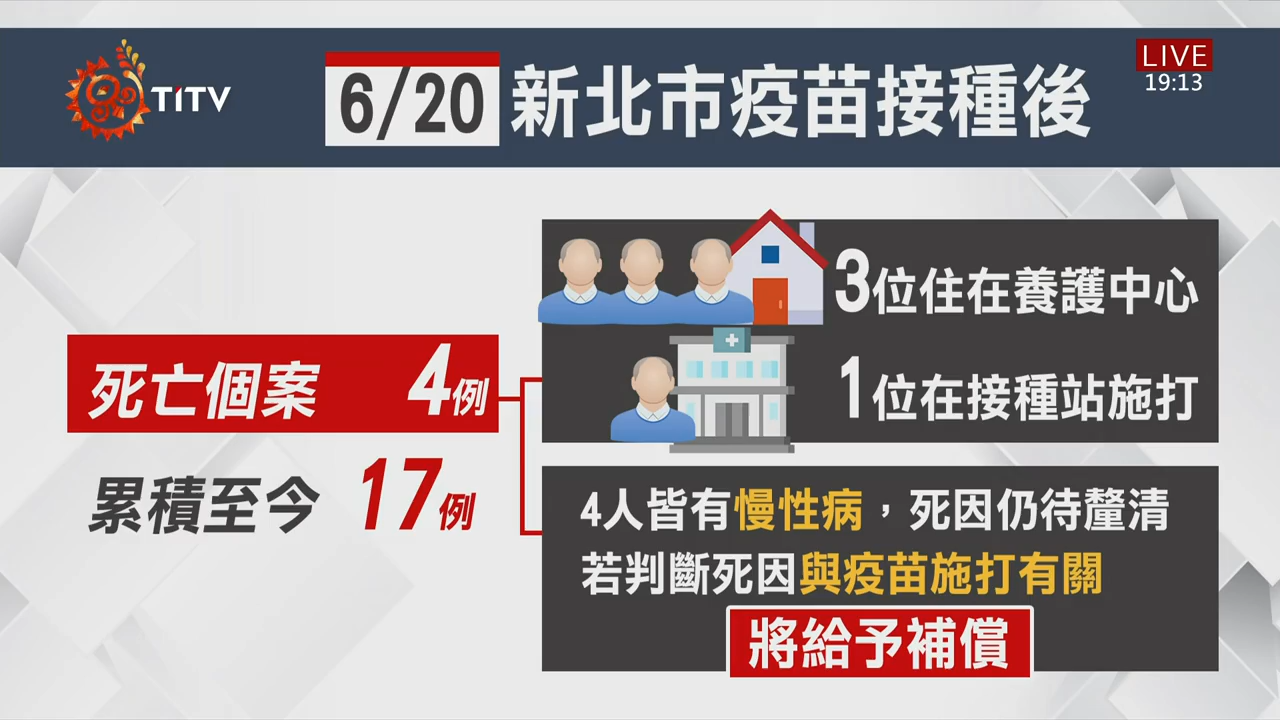 TITV
6/20 新北市疫苗接種後
LIVE
19:13
死亡個案 4例
累積至今 17例
3位住在養護中心
1位在接種站施打
4人皆有慢性病，死因仍待釐清
若判斷死因與疫苗施打有關
將給予補償